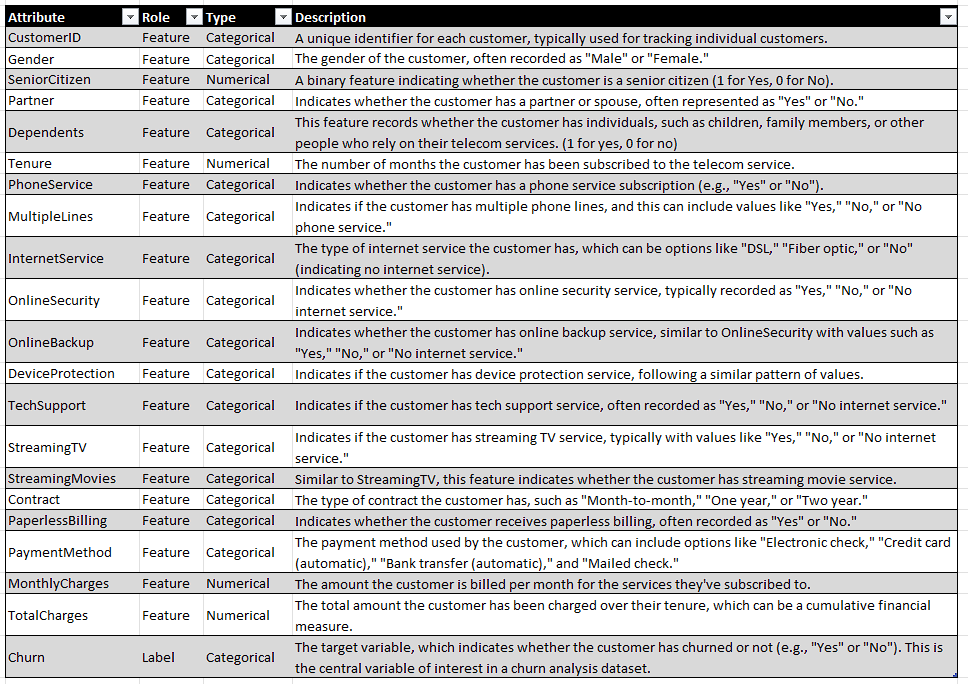 Attribute Role Type Description
CustomerID Feature Categorical A unique identifier for each customer, typically used for tracking individual customers.
Gender Feature Categorical The gender of the customer, often recorded as "Male" or "Female."
SeniorCitizen Feature Numerical A binary feature indicating whether the customer is a senior citizen (1 for Yes, 0 for No).
Partner Feature Categorical Indicates whether the customer has a partner or spouse, often represented as "Yes" or "No."
Dependents Feature Categorical This feature records whether the customer has individuals, such as children, family members, or other
people who rely on their telecom services. (1 for yes, 0 for no)
Tenure Feature Numerical The number of months the customer has been subscribed to the telecom service.
PhoneService Feature Categorical Indicates whether the customer has a phone service subscription (e.g., "Yes" or "No").
MultipleLines Feature Categorical Indicates if the customer has multiple phone lines, and this can include values like "Yes," "No," or "No
phone service."
InternetService Feature Categorical The type of internet service the customer has, which can be options like "DSL," "Fiber optic," or "No"
(indicating no internet service).
OnlineSecurity Feature Categorical Indicates whether the customer has online security service, typically recorded as "Yes," "No," or "No
internet service."
OnlineBackup Feature Categorical Indicates whether the customer has online backup service, similar to OnlineSecurity with values such as
"Yes," "No," or "No internet service."
DeviceProtection Feature Categorical Indicates if the customer has device protection service, following a similar pattern of values.
TechSupport Feature Categorical Indicates if the customer has tech support service, often recorded as "Yes," "No," or "No internet service."
StreamingTV Feature Categorical Indicates if the customer has streaming TV service, typically with values like "Yes," "No," or "No internet
service."
StreamingMovies Feature Categorical Similar to StreamingTV, this feature indicates whether the customer has streaming movie service.
Contract Feature Categorical The type of contract the customer has, such as "Month-to-month," "One year," or "Two year."
PaperlessBilling Feature Categorical Indicates whether the customer receives paperless billing, often recorded as "Yes" or "No."
PaymentMethod Feature Categorical The payment method used by the customer, which can include options like "Electronic check," "Credit card
(automatic)," "Bank transfer (automatic)," and "Mailed check."
MonthlyCharges Feature Numerical The amount the customer is billed per month for the services they've subscribed to.
TotalCharges Feature Numerical The total amount the customer has been charged over their tenure, which can be a cumulative financial
measure.
Churn Label Categorical The target variable, which indicates whether the customer has churned or not (e.g., "Yes" or "No"). This is
the central variable of interest in a churn analysis dataset.